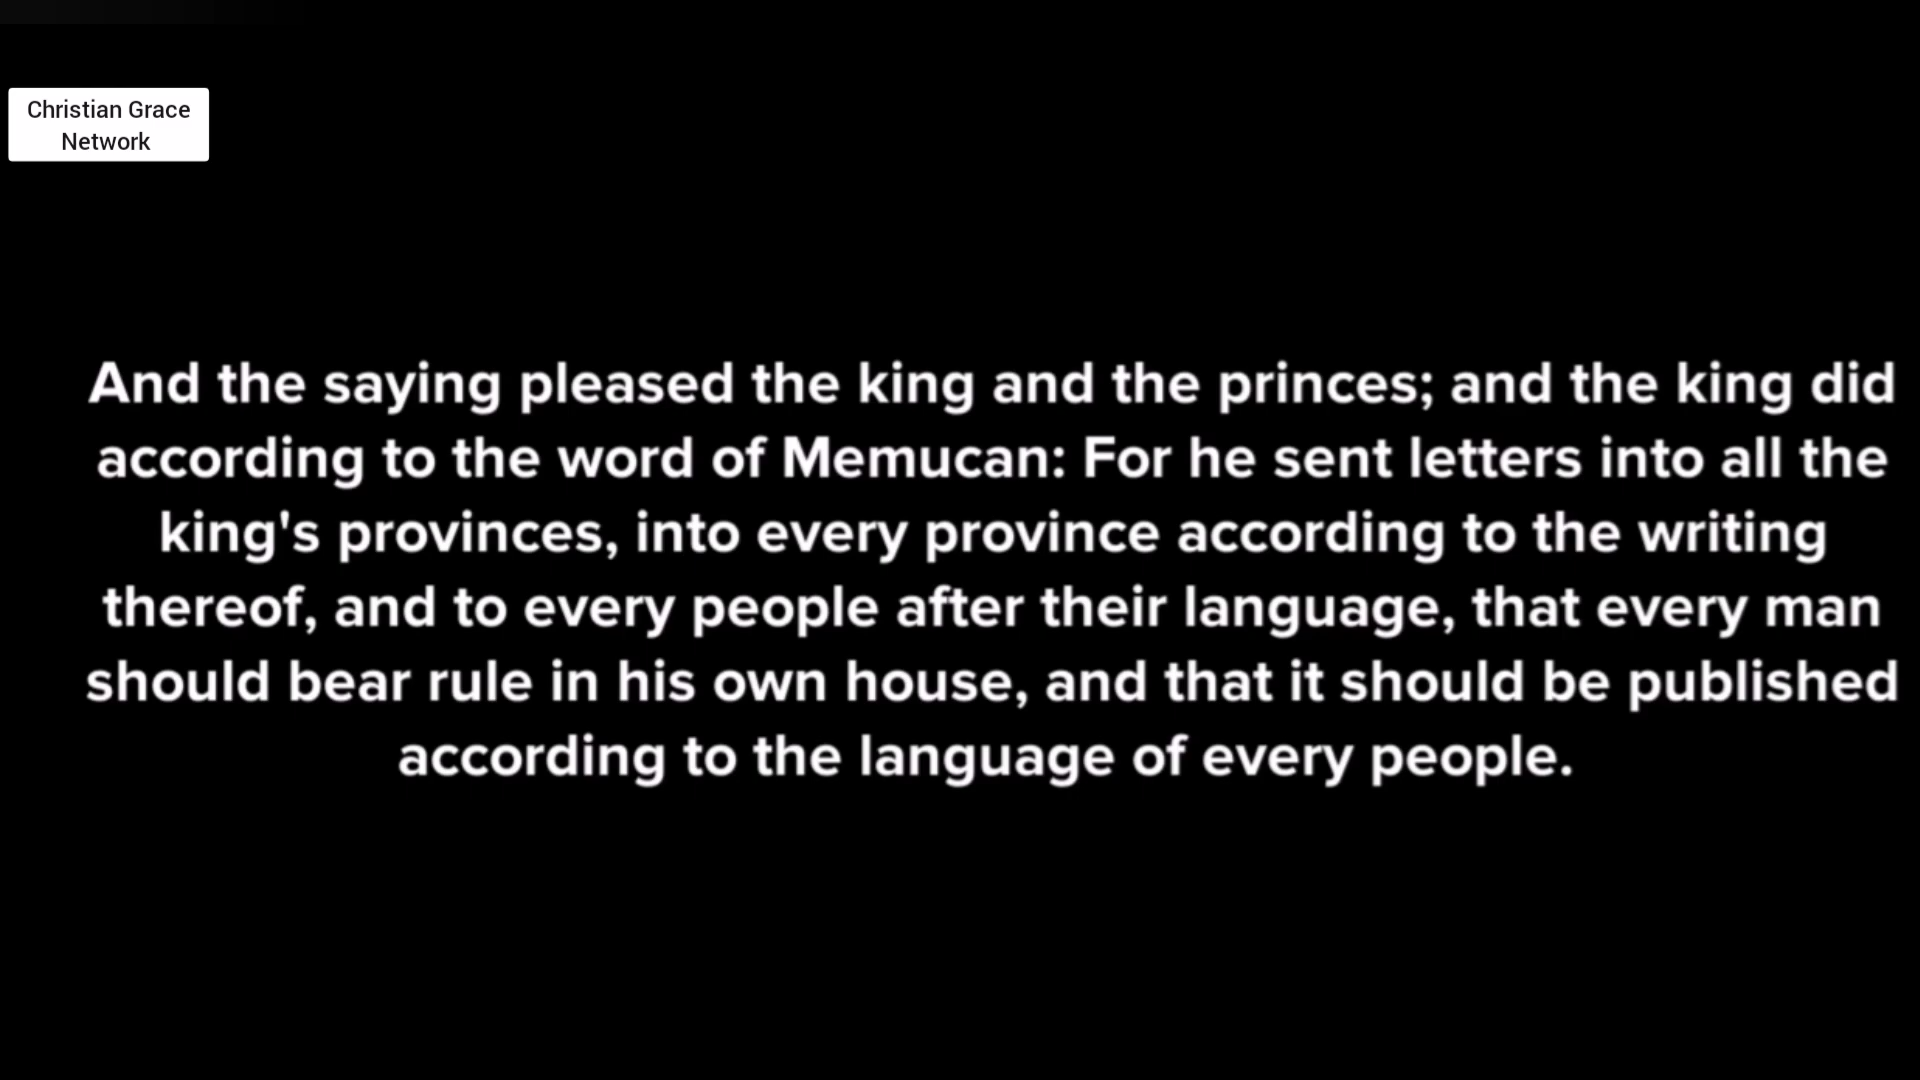 Christian Grace
Network
And the saying pleased the king and the princes; and the king did
according to the word of Memucan: For he sent letters into all the
king's provinces, into every province according to the writing
thereof, and to every people after their language, that every man
should bear rule in his own house, and that it should be published
according to the language of every people.